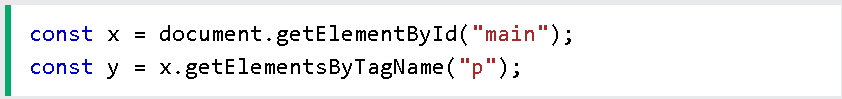 const x = document.getElementById("main");
const y = x.getElementsByTagName("p");